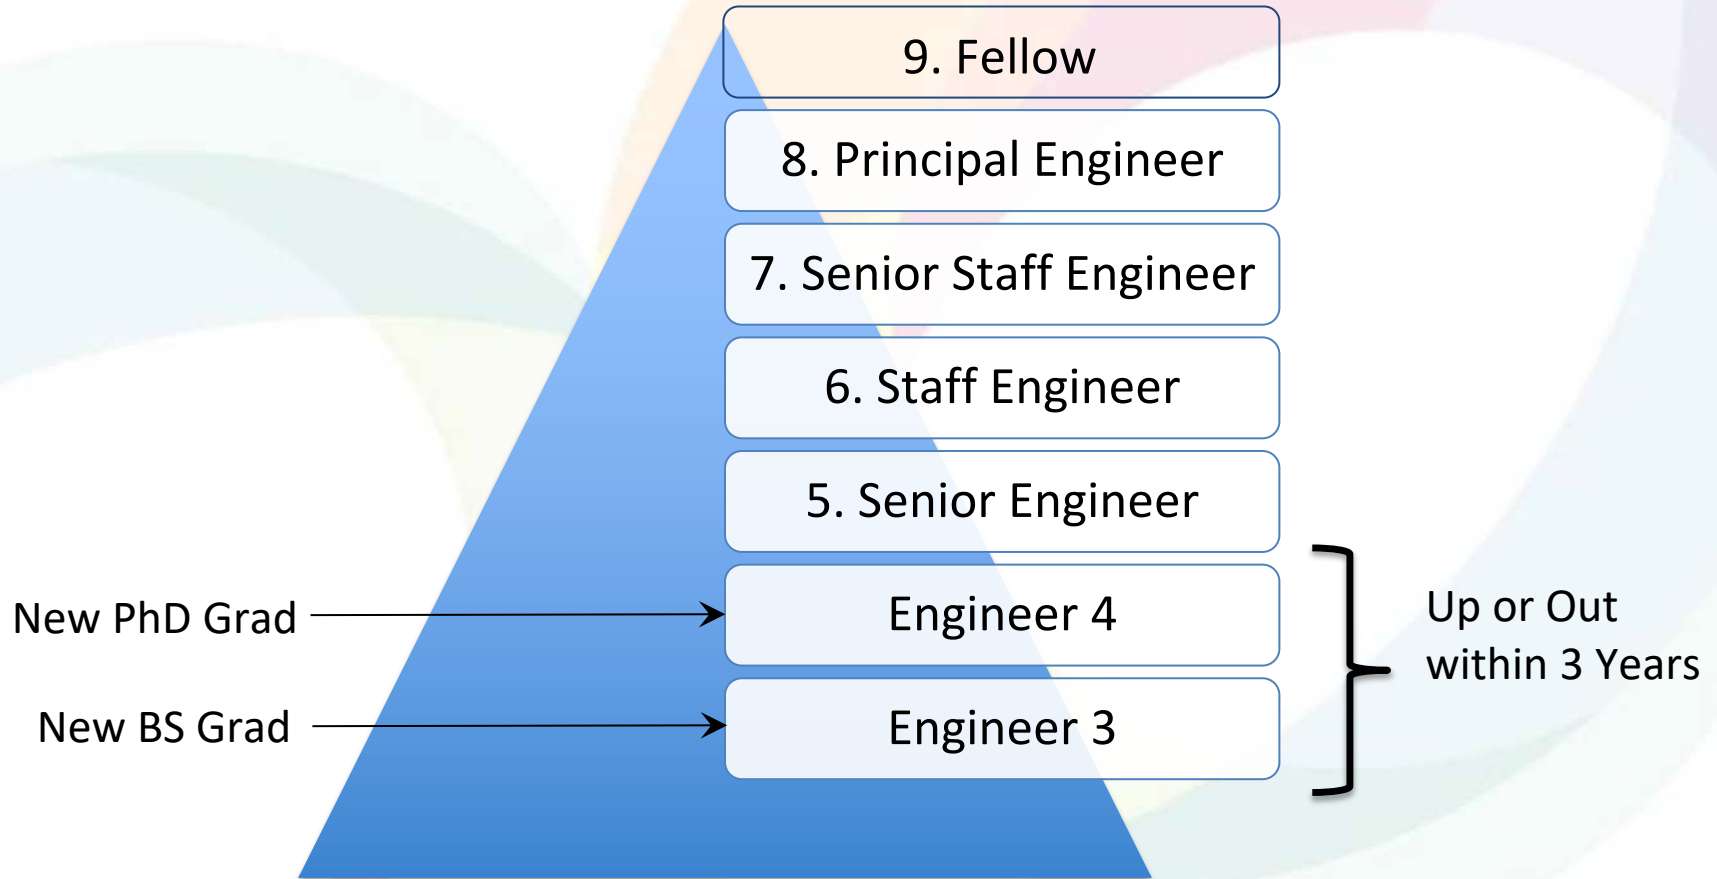 9. Fellow
8. Principal Engineer
7. Senior Staff Engineer
6. Staff Engineer
5. Senior Engineer
New PhD Grad
Engineer 4
New BS Grad
Engineer 3
Up or Out
within 3 Years